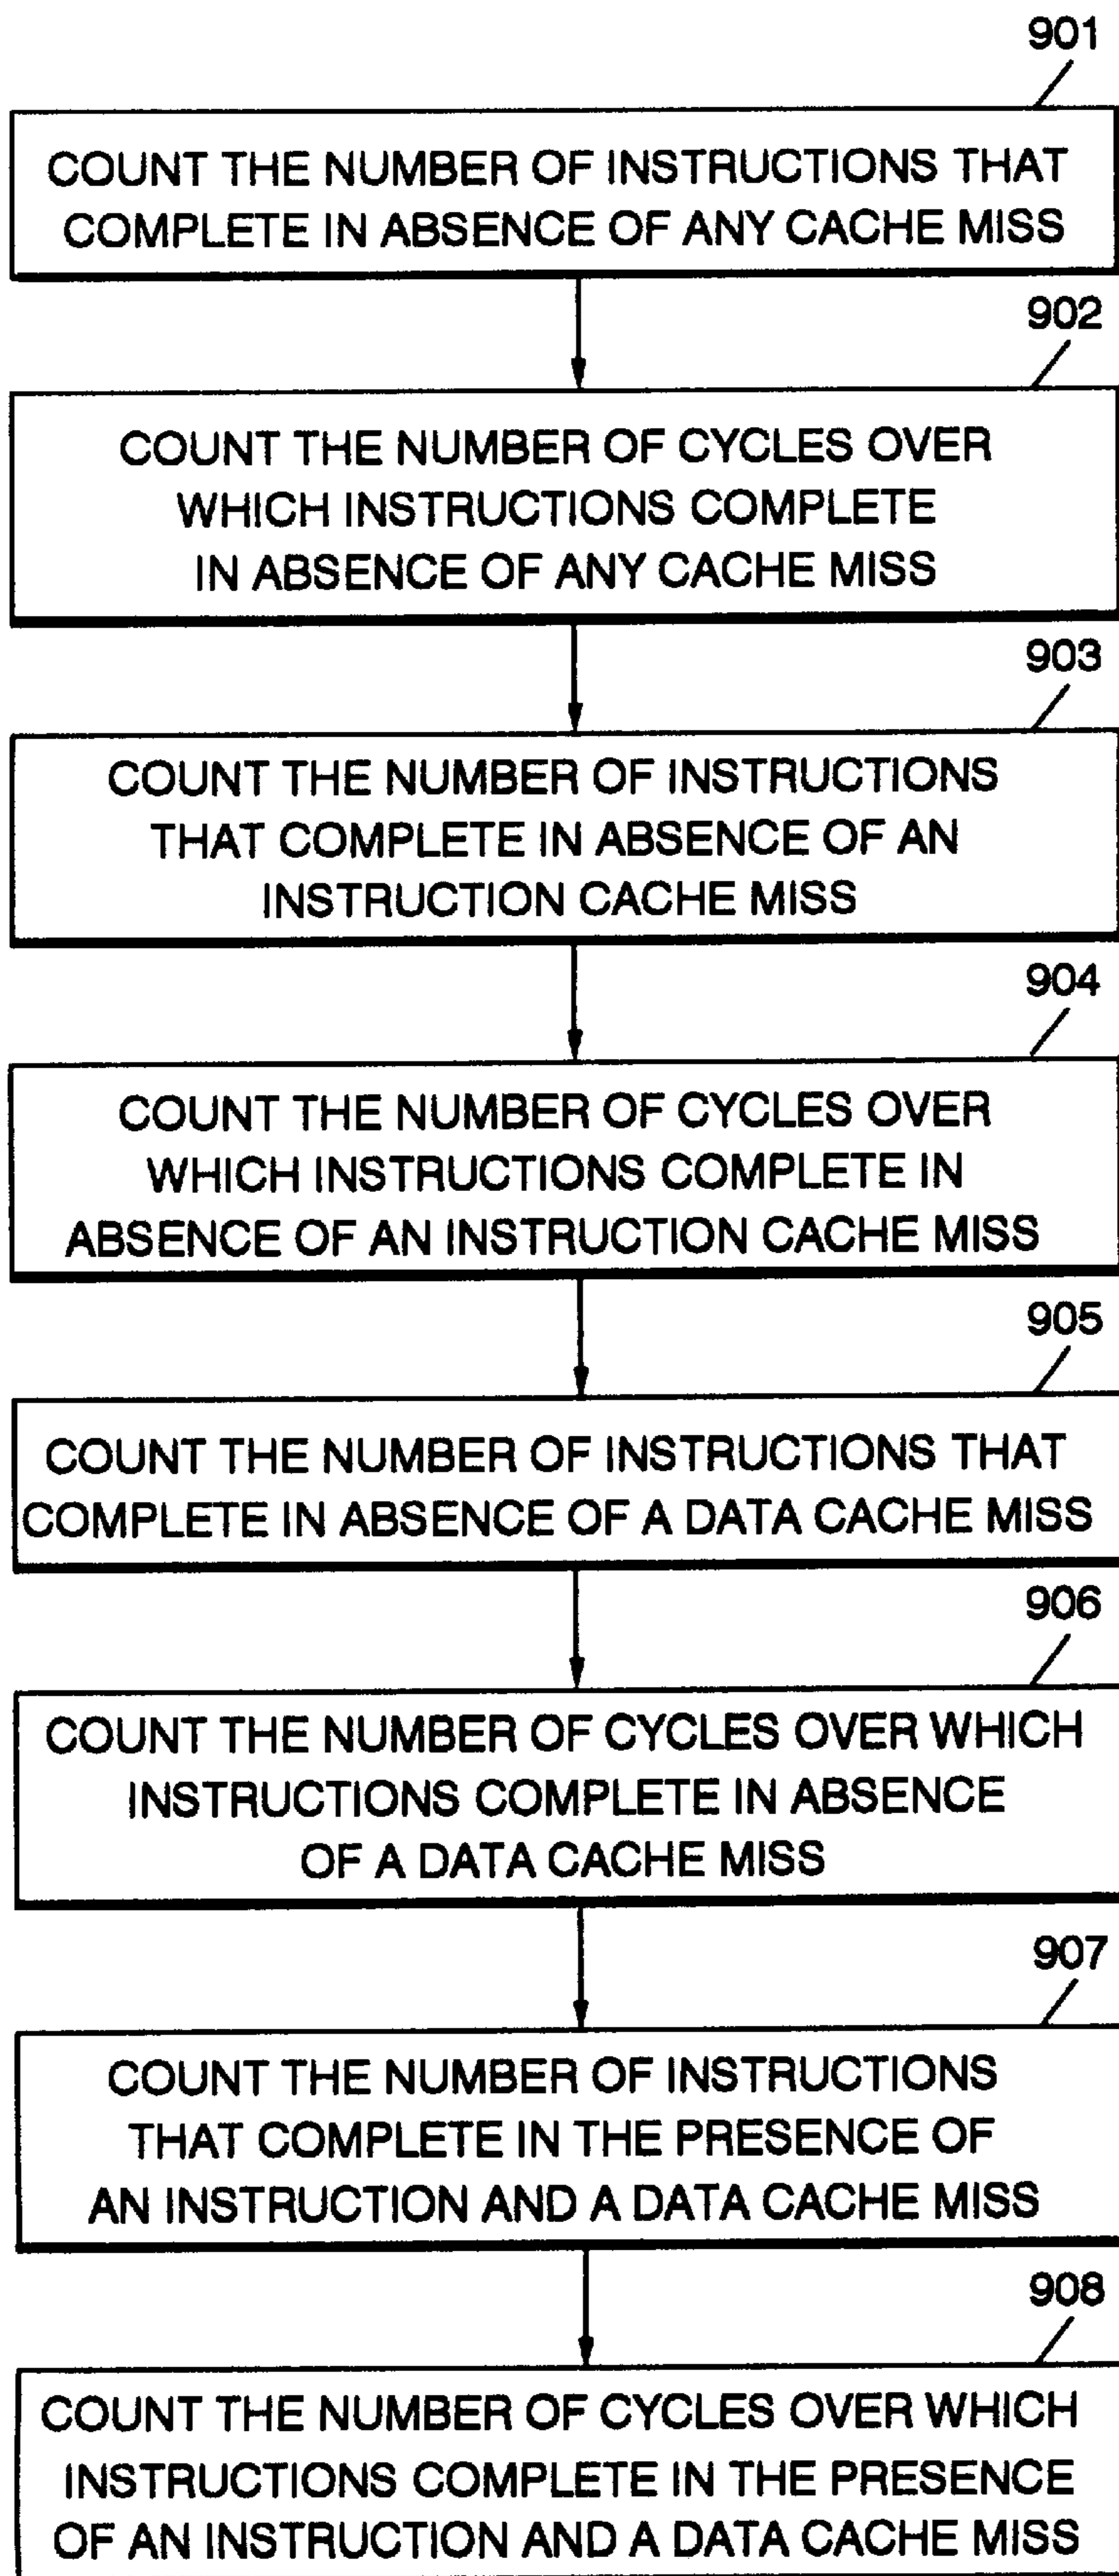 901
COUNT THE NUMBER OF INSTRUCTIONS THAT
COMPLETE IN ABSENCE OF ANY CACHE MISS
902
COUNT THE NUMBER OF CYCLES OVER
WHICH INSTRUCTIONS COMPLETE
IN ABSENCE OF ANY CACHE MISS
903
COUNT THE NUMBER OF INSTRUCTIONS
THAT COMPLETE IN ABSENCE OF AN
INSTRUCTION CACHE MISS
904
COUNT THE NUMBER OF CYCLES OVER
WHICH INSTRUCTIONS COMPLETE IN
ABSENCE OF AN INSTRUCTION CACHE MISS
905
COUNT THE NUMBER OF INSTRUCTIONS THAT
COMPLETE IN ABSENCE OF A DATA CACHE MISS
906
COUNT THE NUMBER OF CYCLES OVER WHICH
INSTRUCTIONS COMPLETE IN ABSENCE
OF A DATA CACHE MISS
907
COUNT THE NUMBER OF INSTRUCTIONS
THAT COMPLETE IN THE PRESENCE OF
AN INSTRUCTION AND A DATA CACHE MISS
908
COUNT THE NUMBER OF CYCLES OVER WHICH
INSTRUCTIONS COMPLETE IN THE PRESENCE
OF AN INSTRUCTION AND A DATA CACHE MISS